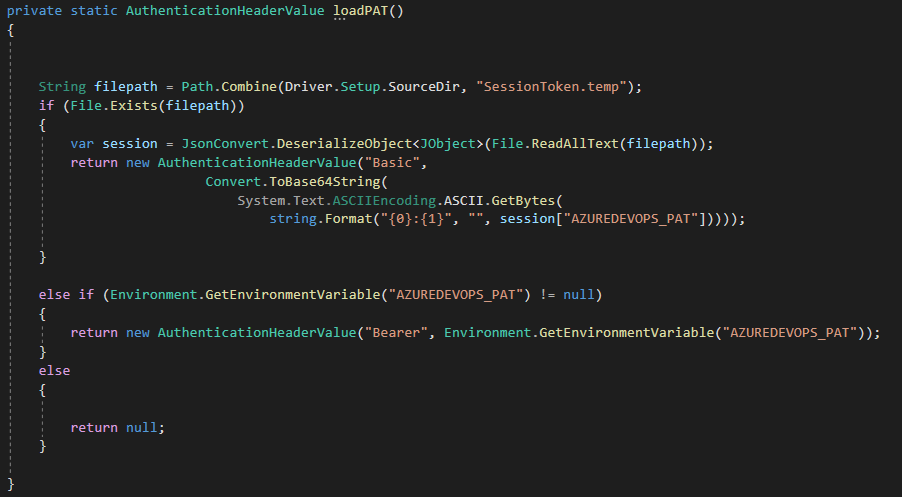 private static AuthenticationHeaderValue loadPAT()
{
String filepath = Path.Combine(Driver.Setup.SourceDir, "SessionToken.temp");
if (File.Exists(filepath))
{
var session = JsonConvert.DeserializeObject<JObject>(File.ReadAllText(filepath));
return new AuthenticationHeaderValue("Basic",
Convert.ToBase64String(
System.Text.ASCIIEncoding.ASCII.GetBytes(
string.Format("{0}:{1}", "", session["AZUREDEVOPS_PAT"]))));
}
else if (Environment.GetEnvironmentVariable("AZUREDEVOPS_PAT") != null)
{
return new AuthenticationHeaderValue("Bearer", Environment.GetEnvironmentVariable("AZUREDEVOPS_PAT"));
}
else
{
return null;
}
}